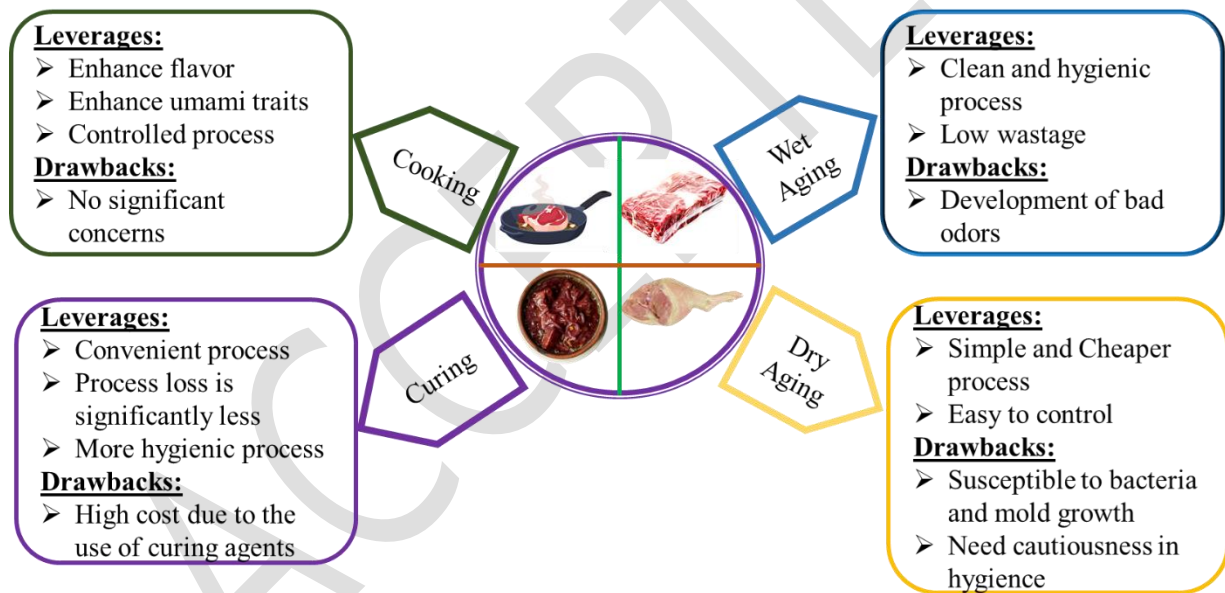 Leverages:
➢ Enhance flavor
➢ Enhance umami traits
➢ Controlled process
Drawbacks:
➢ No significant
concerns
Cooking
Wet
Aging
Leverages:
➢ Clean and hygienic
process
➢ Low wastage
Drawbacks:
➢ Development of bad
odors
Leverages:
➢ Convenient process
➢ Process loss is
significantly less
➢ More hygienic process
Drawbacks:
➢ High cost due to the
use of curing agents
Curing
Dry
Aging
Leverages:
➢ Simple and Cheaper
process
➢ Easy to control
Drawbacks:
➢ Susceptible to bacteria
and mold growth
➢ Need cautiousness in
hygience